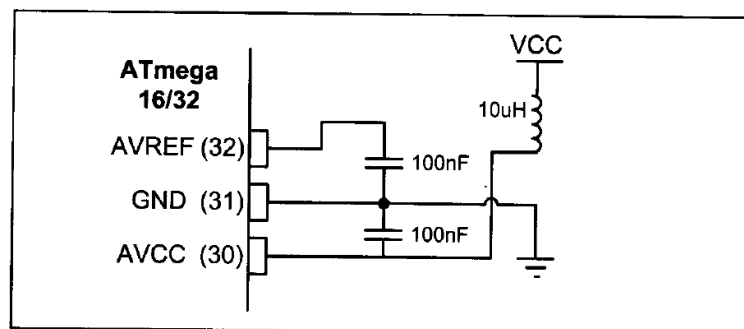 VCC
ATmega
16/32
10uH
AVREF (32)
100nF
GND (31)
100nF
AVCC (30)